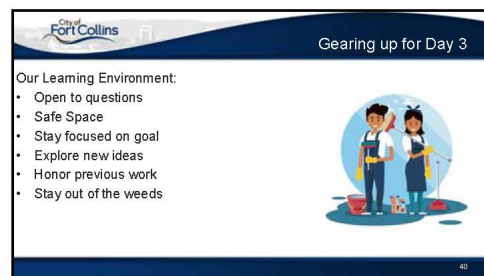 City of
Fort Collins
Gearing up for Day 3
Our Learning Environment:
• Open to questions
• Safe Space
• Stay focused on goal
• Explore new ideas
• Honor previous work
• Stay out of the weeds
40